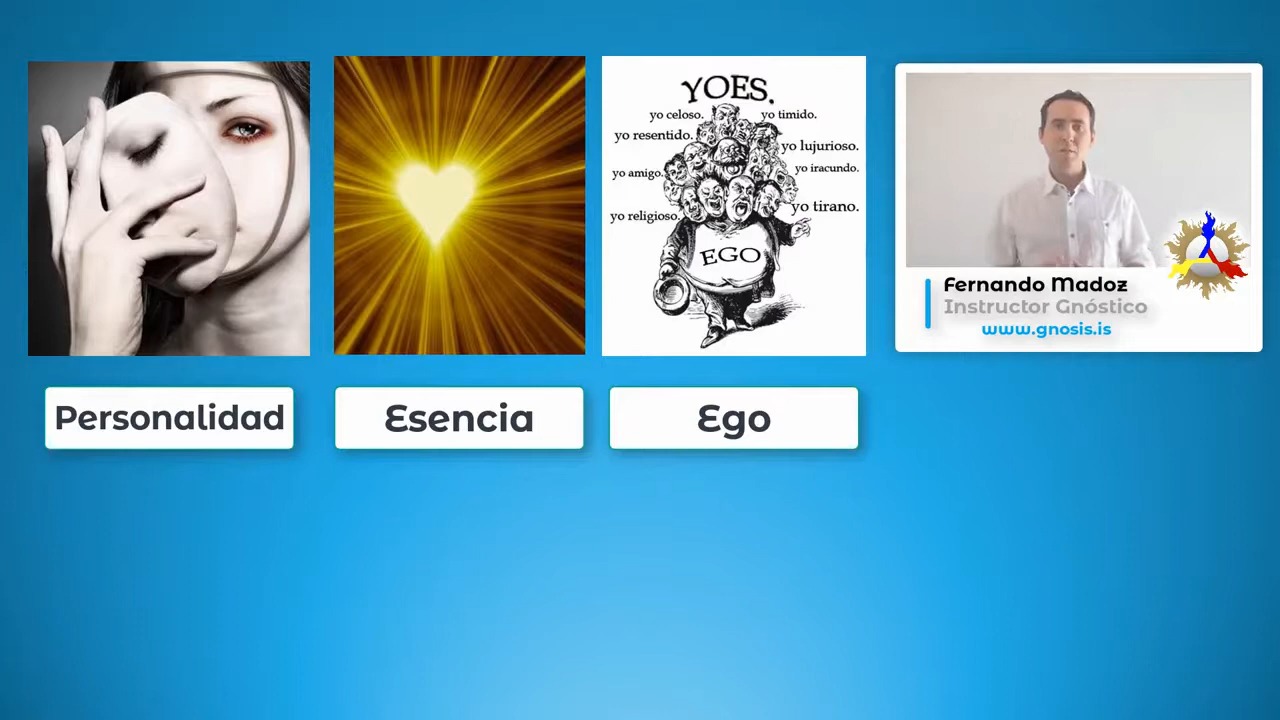 YOES.
yo celoso.
yo timido.
yo resentido.
yo lujurioso.
yo amigo.
yo iracundo.
yo religioso.
yo tirano.
EGO
Fernando Madoz
Instructor Gnóstico
www.gnosis.is
Personalidad
Esencia
Ego